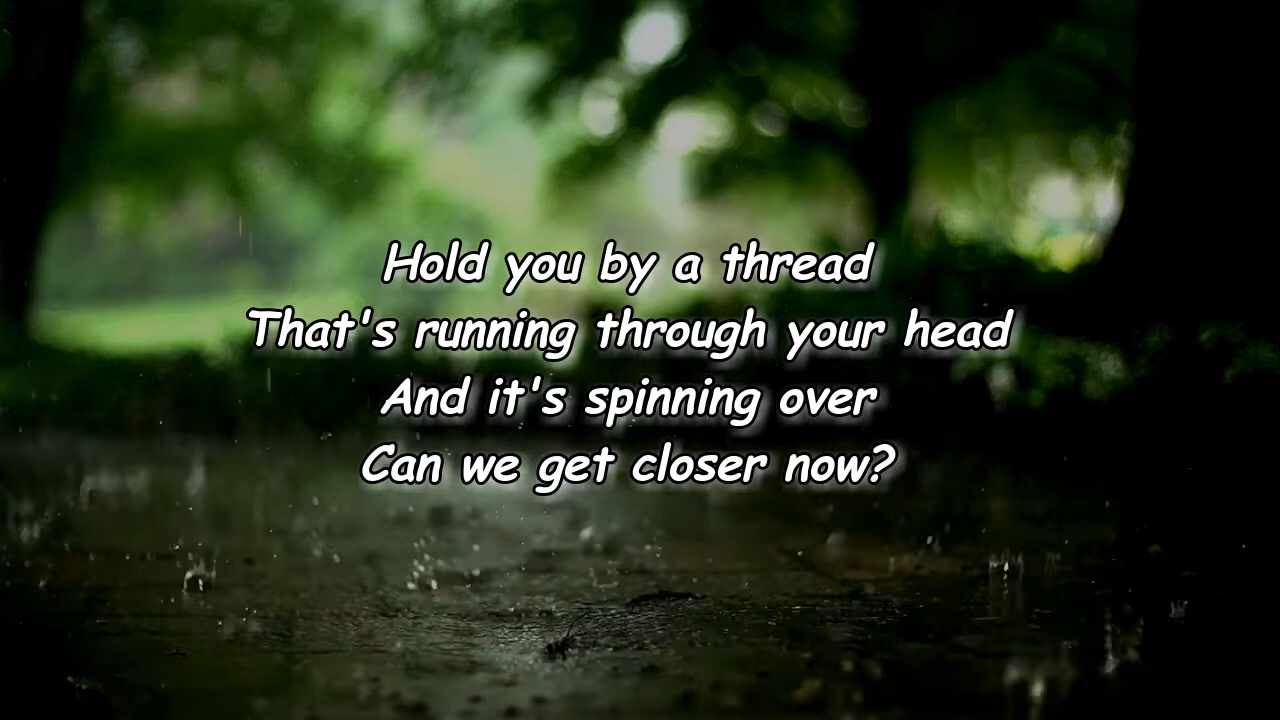 Hold you by a thread
That's running through your head
And it's spinning over
Can we get closer now?